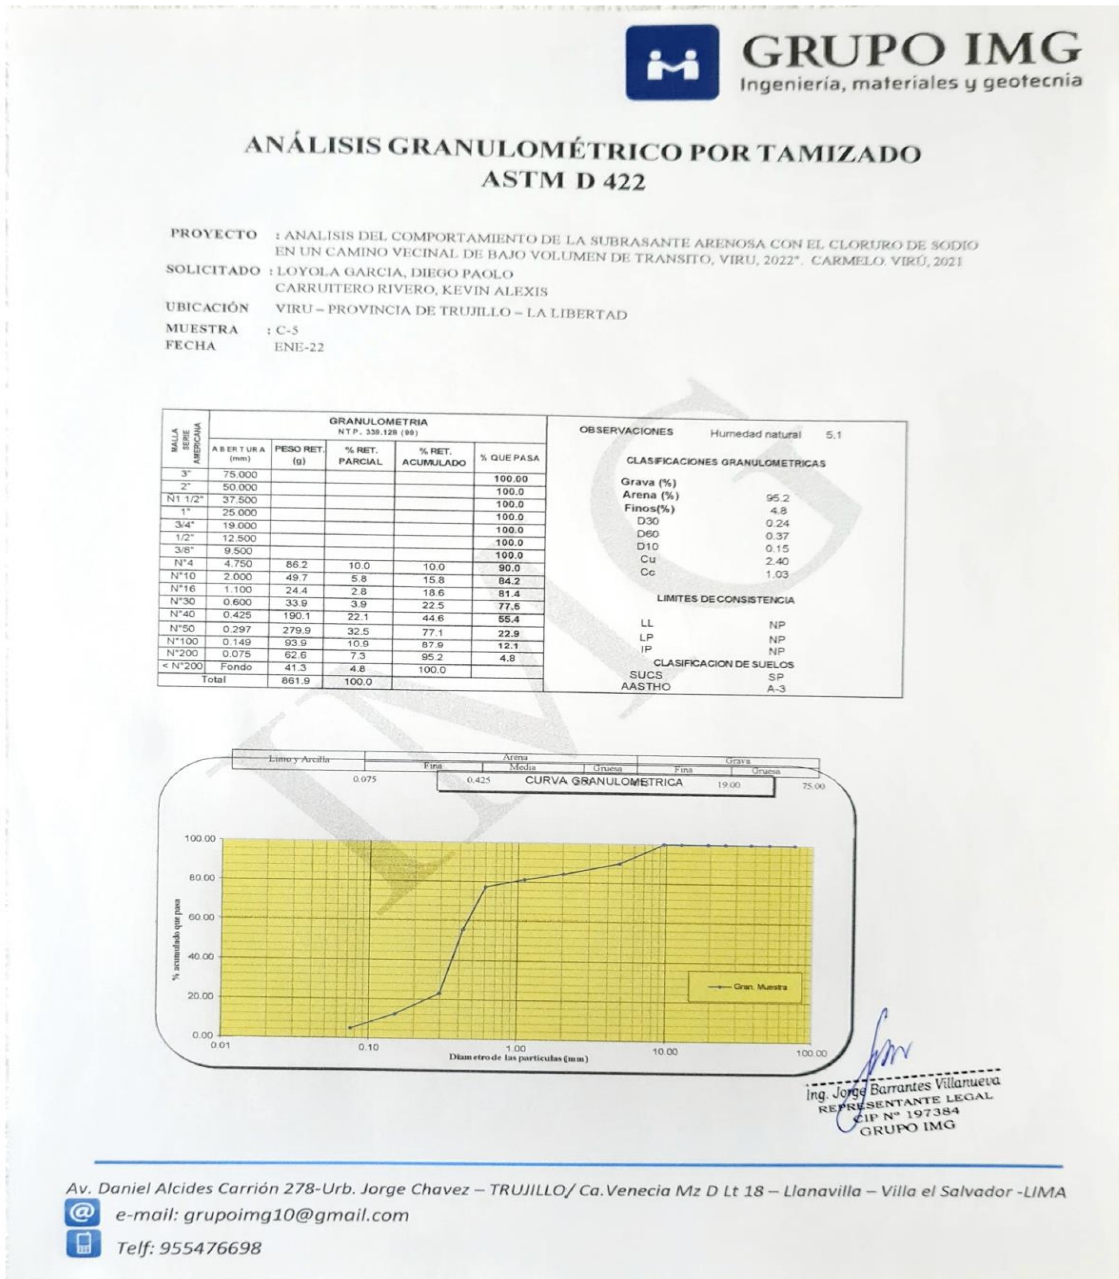 GRUPO IMG
Ingeniería, materiales y geotecnia
ANÁLISIS GRANULOMÉTRICO POR TAMIZADO
ASTM D 422
PROYECTO : ANALISIS DEL COMPORTAMIENTO DE LA SUBRASANTE ARENOSA CON EL CLORURO DE SODIO
EN UN CAMINO VECINAL DE BAJO VOLUMEN DE TRANSITO, VIRU, 2022". CARMELO. VIRÚ, 2021
SOLICITADO : LOYOLA GARCIA, DIEGO PAOLO
CARRUITERO RIVERO, KEVIN ALEXIS
UBICACIÓN VIRU – PROVINCIA DE TRUJILLO – LA LIBERTAD
MUESTRA : C-5
FECHA ENE-22
MALLA SERIE AMERICANA
GRANULOMETRIA
NTP. 339.128 (99)
ABERTURA (mm) PESO RET. (g) % RET. PARCIAL % RET. ACUMULADO % QUE PASA
3" 75.000 100.00
2" 50.000 100.0
Ñ1 1/2" 37.500 100.0
1" 25.000 100.0
3/4" 19.000 100.0
1/2" 12.500 100.0
3/8" 9.500 100.0
N°4 4.750 86.2 10.0 10.0 90.0
N°10 2.000 49.7 5.8 15.8 84.2
N°16 1.100 24.4 2.8 18.6 81.4
N°30 0.600 33.9 3.9 22.5 77.5
N°40 0.425 190.1 22.1 44.6 55.4
N°50 0.297 279.9 32.5 77.1 22.9
N°100 0.149 93.9 10.9 87.9 12.1
N°200 0.075 62.6 7.3 95.2 4.8
< N°200 Fondo 41.3 4.8 100.0
Total 861.9 100.0
OBSERVACIONES Humedad natural 5.1
CLASIFICACIONES GRANULOMETRICAS
Grava (%)
Arena (%) 95.2
Finos(%) 4.8
D30 0.24
D60 0.37
D10 0.15
Cu 2.40
Cc 1.03
LIMITES DE CONSISTENCIA
LL NP
LP NP
IP NP
CLASIFICACION DE SUELOS
SUCS SP
AASTHO A-3
IMG
Limo y Arcilla Arena Grava
Fina Media Gruesa Fina Gruesa
0.075 0.425 CURVA GRANULOMETRICA 19.00 75.00
100.00
80.00
60.00
40.00
20.00
0.00
% acumulado que pasa
Gran. Muestra
0.01 0.10 1.00 10.00 100.00
Diametro de las particulas (mm)
Ing. Jorge Barrantes Villanueva
REPRESENTANTE LEGAL
CIP N° 197384
GRUPO IMG
Av. Daniel Alcides Carrión 278-Urb. Jorge Chavez – TRUJILLO/ Ca.Venecia Mz D Lt 18 – Llanavilla – Villa el Salvador -LIMA
@ e-mail: grupoimg10@gmail.com
Telf: 955476698